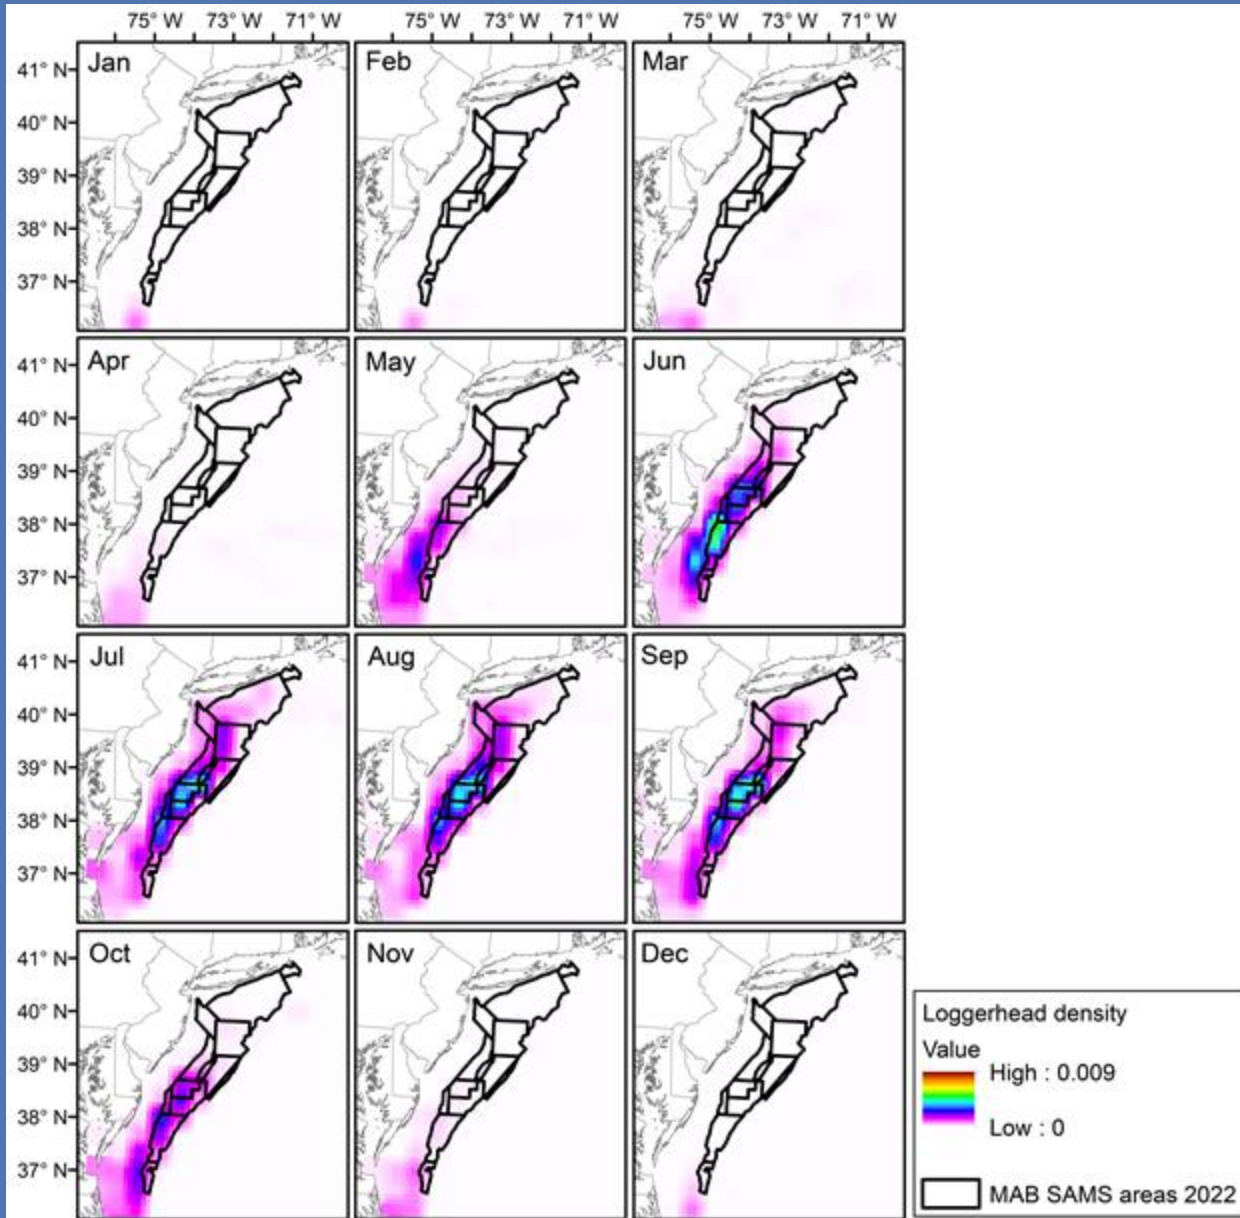 75° W 73° W 71° W 75° W 73° W 71° W 75° W 73° W 71° W
Jan Feb Mar
41° N
40° N
39° N
38° N
37° N
Apr May Jun
41° N
40° N
39° N
38° N
37° N
Jul Aug Sep
41° N
40° N
39° N
38° N
37° N
Oct Nov Dec
41° N
40° N
39° N
38° N
37° N
Loggerhead density
Value
High : 0.009
Low : 0
MAB SAMS areas 2022